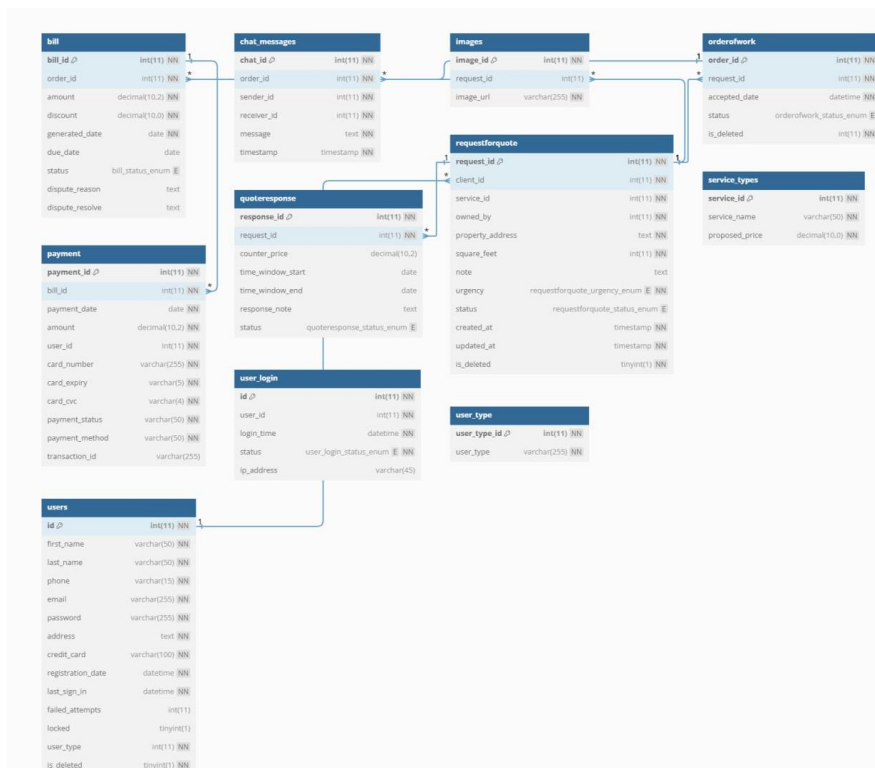 bill
bill_id int(11) NN
order_id int(11) NN
amount decimal(10,2) NN
discount decimal(10,0) NN
generated_date date NN
due_date date
status bill_status_enum E
dispute_reason text
dispute_resolve text
chat_messages
chat_id int(11) NN
order_id int(11) NN
sender_id int(11) NN
receiver_id int(11) NN
message text NN
timestamp timestamp NN
images
image_id int(11) NN
request_id int(11)
image_url varchar(255) NN
orderofwork
order_id int(11) NN
request_id int(11) NN
accepted_date datetime NN
status orderofwork_status_enum E
is_deleted int(11) NN
requestforquote
request_id int(11) NN
client_id int(11) NN
service_id int(11) NN
owned_by int(11) NN
property_address text NN
square_feet int(11) NN
note text
urgency requestforquote_urgency_enum E NN
status requestforquote_status_enum E
created_at timestamp NN
updated_at timestamp NN
is_deleted tinyint(1) NN
service_types
service_id int(11) NN
service_name varchar(50) NN
proposed_price decimal(10,0) NN
quoteresponse
response_id int(11) NN
request_id int(11) NN
counter_price decimal(10,2)
time_window_start date
time_window_end date
response_note text
status quoteresponse_status_enum E
payment
payment_id int(11) NN
bill_id int(11) NN
payment_date date NN
amount decimal(10,2) NN
user_id int(11) NN
card_number varchar(255) NN
card_expiry varchar(5) NN
card_cvc varchar(4) NN
payment_status varchar(50) NN
payment_method varchar(50) NN
transaction_id varchar(255)
user_login
id int(11) NN
user_id int(11) NN
login_time datetime NN
status user_login_status_enum E NN
ip_address varchar(45)
user_type
user_type_id int(11) NN
user_type varchar(255) NN
users
id int(11) NN
first_name varchar(50) NN
last_name varchar(50) NN
phone varchar(15) NN
email varchar(255) NN
password varchar(255) NN
address text NN
credit_card varchar(100) NN
registration_date datetime NN
last_sign_in datetime NN
failed_attempts int(11)
locked tinyint(1)
user_type int(11) NN
is_deleted tinyint(1) NN
1
*
*
1
*
*
1
*
1
*
*
*
1